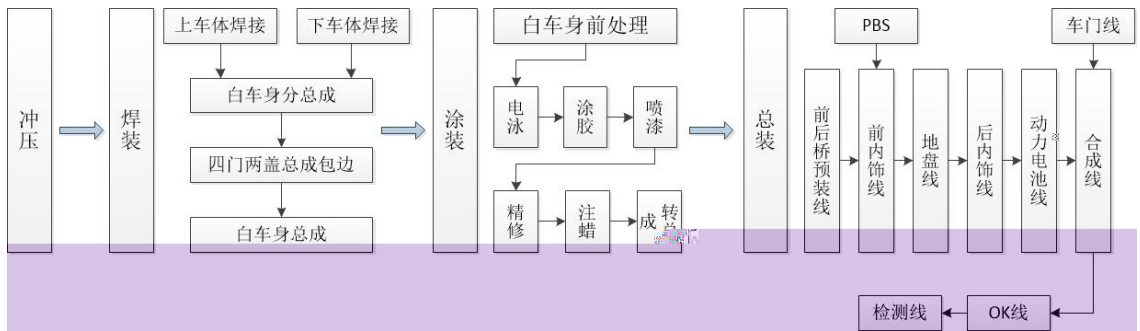 冲压
焊装
上车体焊接
下车体焊接
白车身分总成
四门两盖总成包边
白车身总成
涂装
白车身前处理
电泳
涂胶
喷漆
精修
注蜡
转总
成
总装
PBS
车门线
前后桥预装线
前内饰线
地盘线
后内饰线
动力电池线
合成线
检测线
OK线